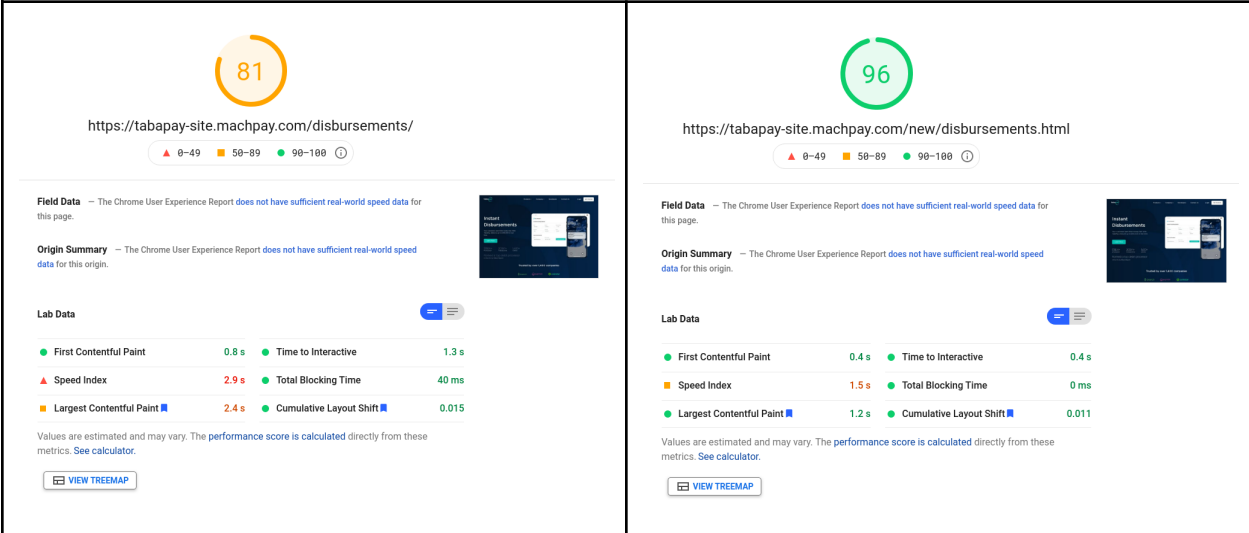 81
https://tabapay-site.machpay.com/disbursements/
0–49 50–89 90–100
Field Data — The Chrome User Experience Report does not have sufficient real-world speed data for
this page.
Origin Summary — The Chrome User Experience Report does not have sufficient real-world speed
data for this origin.
Instant
Disbursements
Lab Data
First Contentful Paint 0.8 s Time to Interactive 1.3 s
Speed Index 2.9 s Total Blocking Time 40 ms
Largest Contentful Paint 2.4 s Cumulative Layout Shift 0.015
Values are estimated and may vary. The performance score is calculated directly from these
metrics. See calculator.
VIEW TREEMAP
96
https://tabapay-site.machpay.com/new/disbursements.html
0–49 50–89 90–100
Field Data — The Chrome User Experience Report does not have sufficient real-world speed data for
this page.
Origin Summary — The Chrome User Experience Report does not have sufficient real-world speed
data for this origin.
Instant
Disbursements
Lab Data
First Contentful Paint 0.4 s Time to Interactive 0.4 s
Speed Index 1.5 s Total Blocking Time 0 ms
Largest Contentful Paint 1.2 s Cumulative Layout Shift 0.011
Values are estimated and may vary. The performance score is calculated directly from these
metrics. See calculator.
VIEW TREEMAP